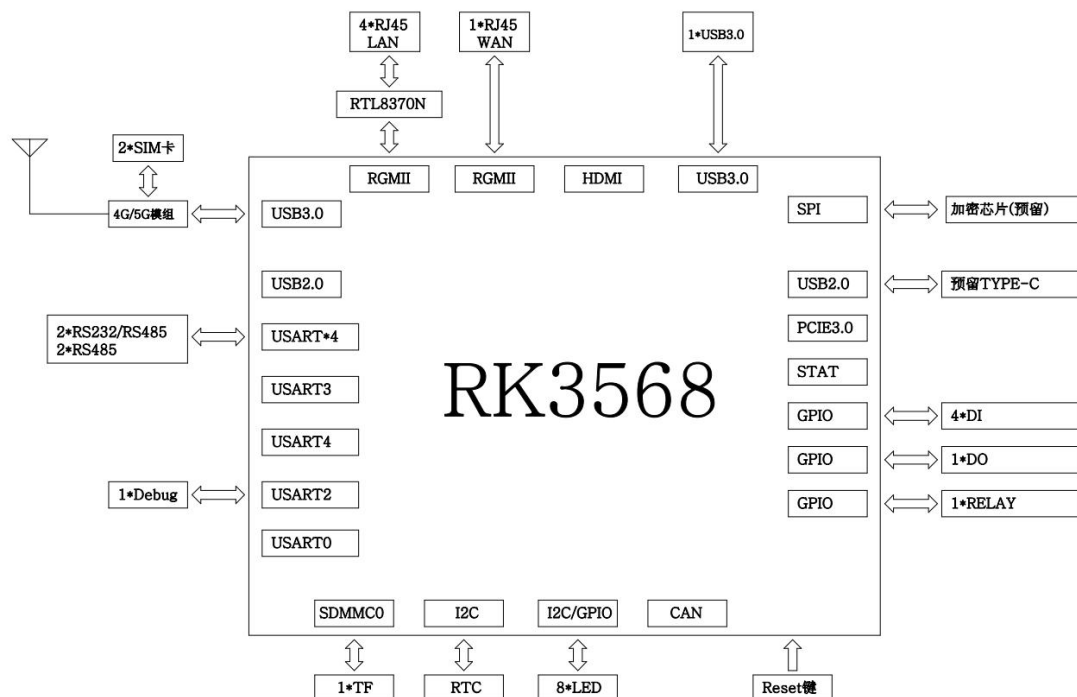 4*RJ45
LAN
1*RJ45
WAN
1*USB3.0
RTL8370N
2*SIM卡
4G/5G模组
RGMII
RGMII
HDMI
USB3.0
USB3.0
USB2.0
2*RS232/RS485
2*RS485
USART*4
USART3
USART4
1*Debug
USART2
USART0
RK3568
SPI
加密芯片(预留)
USB2.0
预留TYPE-C
PCIE3.0
STAT
GPIO
4*DI
GPIO
1*DO
GPIO
1*RELAY
SDMMC0
I2C
I2C/GPIO
CAN
1*TF
RTC
8*LED
Reset键